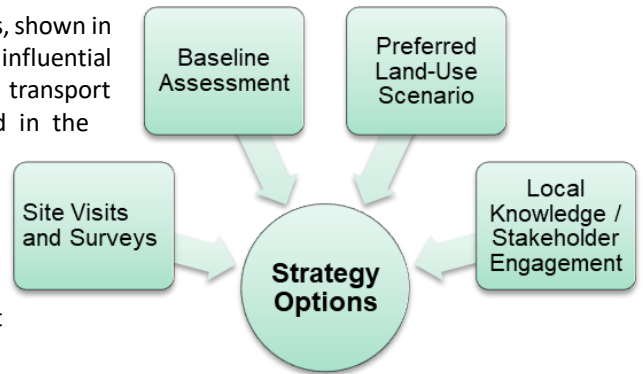 s, shown in
influential
transport
d in the
t
Baseline
Assessment
Preferred
Land-Use
Scenario
Site Visits
and Surveys
Local
Knowledge /
Stakeholder
Engagement
Strategy
Options